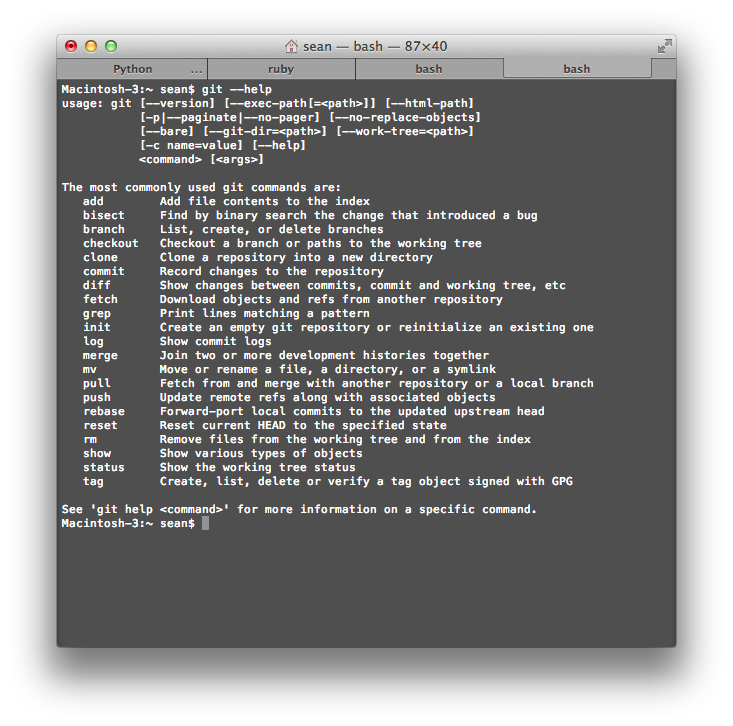 sean — bash — 87×40
Python ... ruby bash bash
Macintosh-3:~ sean$ git --help
usage: git [--version] [--exec-path[=<path>]] [--html-path]
           [-p|--paginate|--no-pager] [--no-replace-objects]
           [--bare] [--git-dir=<path>] [--work-tree=<path>]
           [-c name=value] [--help]
           <command> [<args>]

The most commonly used git commands are:
   add        Add file contents to the index
   bisect     Find by binary search the change that introduced a bug
   branch     List, create, or delete branches
   checkout   Checkout a branch or paths to the working tree
   clone      Clone a repository into a new directory
   commit     Record changes to the repository
   diff       Show changes between commits, commit and working tree, etc
   fetch      Download objects and refs from another repository
   grep       Print lines matching a pattern
   init       Create an empty git repository or reinitialize an existing one
   log        Show commit logs
   merge      Join two or more development histories together
   mv         Move or rename a file, a directory, or a symlink
   pull       Fetch from and merge with another repository or a local branch
   push       Update remote refs along with associated objects
   rebase     Forward-port local commits to the updated upstream head
   reset      Reset current HEAD to the specified state
   rm         Remove files from the working tree and from the index
   show       Show various types of objects
   status     Show the working tree status
   tag        Create, list, delete or verify a tag object signed with GPG

See 'git help <command>' for more information on a specific command.
Macintosh-3:~ sean$